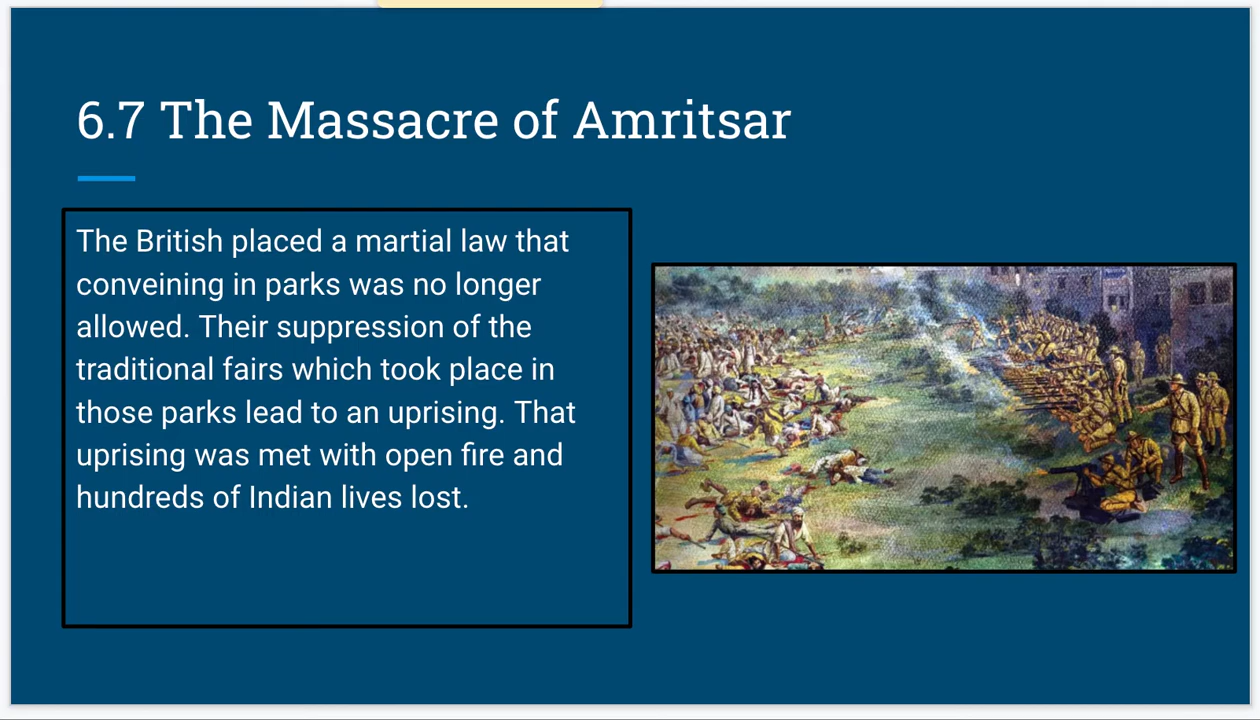 6.7 The Massacre of Amritsar
The British placed a martial law that
conveining in parks was no longer
allowed. Their suppression of the
traditional fairs which took place in
those parks lead to an uprising. That
uprising was met with open fire and
hundreds of Indian lives lost.